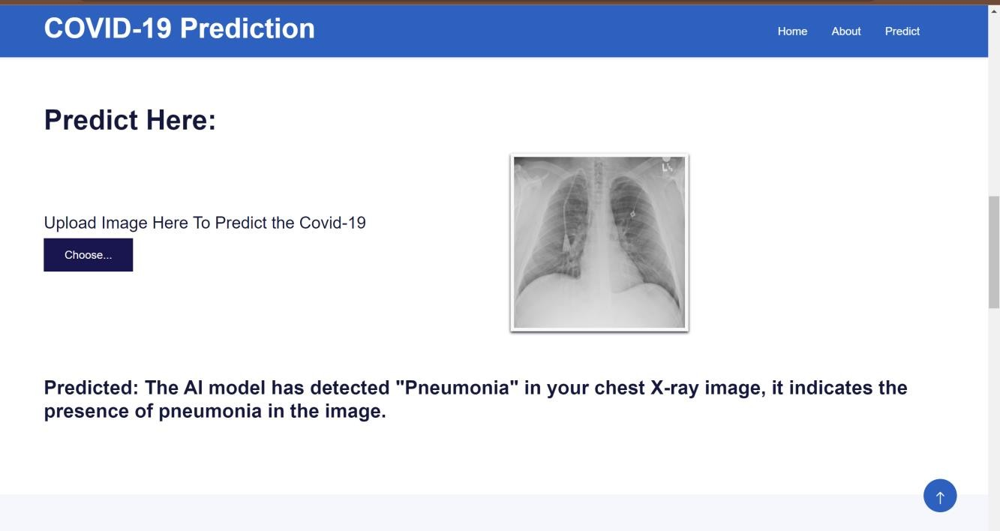 COVID-19 Prediction
Home About Predict
Predict Here:
Upload Image Here To Predict the Covid-19
Choose...
Predicted: The AI model has detected "Pneumonia" in your chest X-ray image, it indicates the
presence of pneumonia in the image.